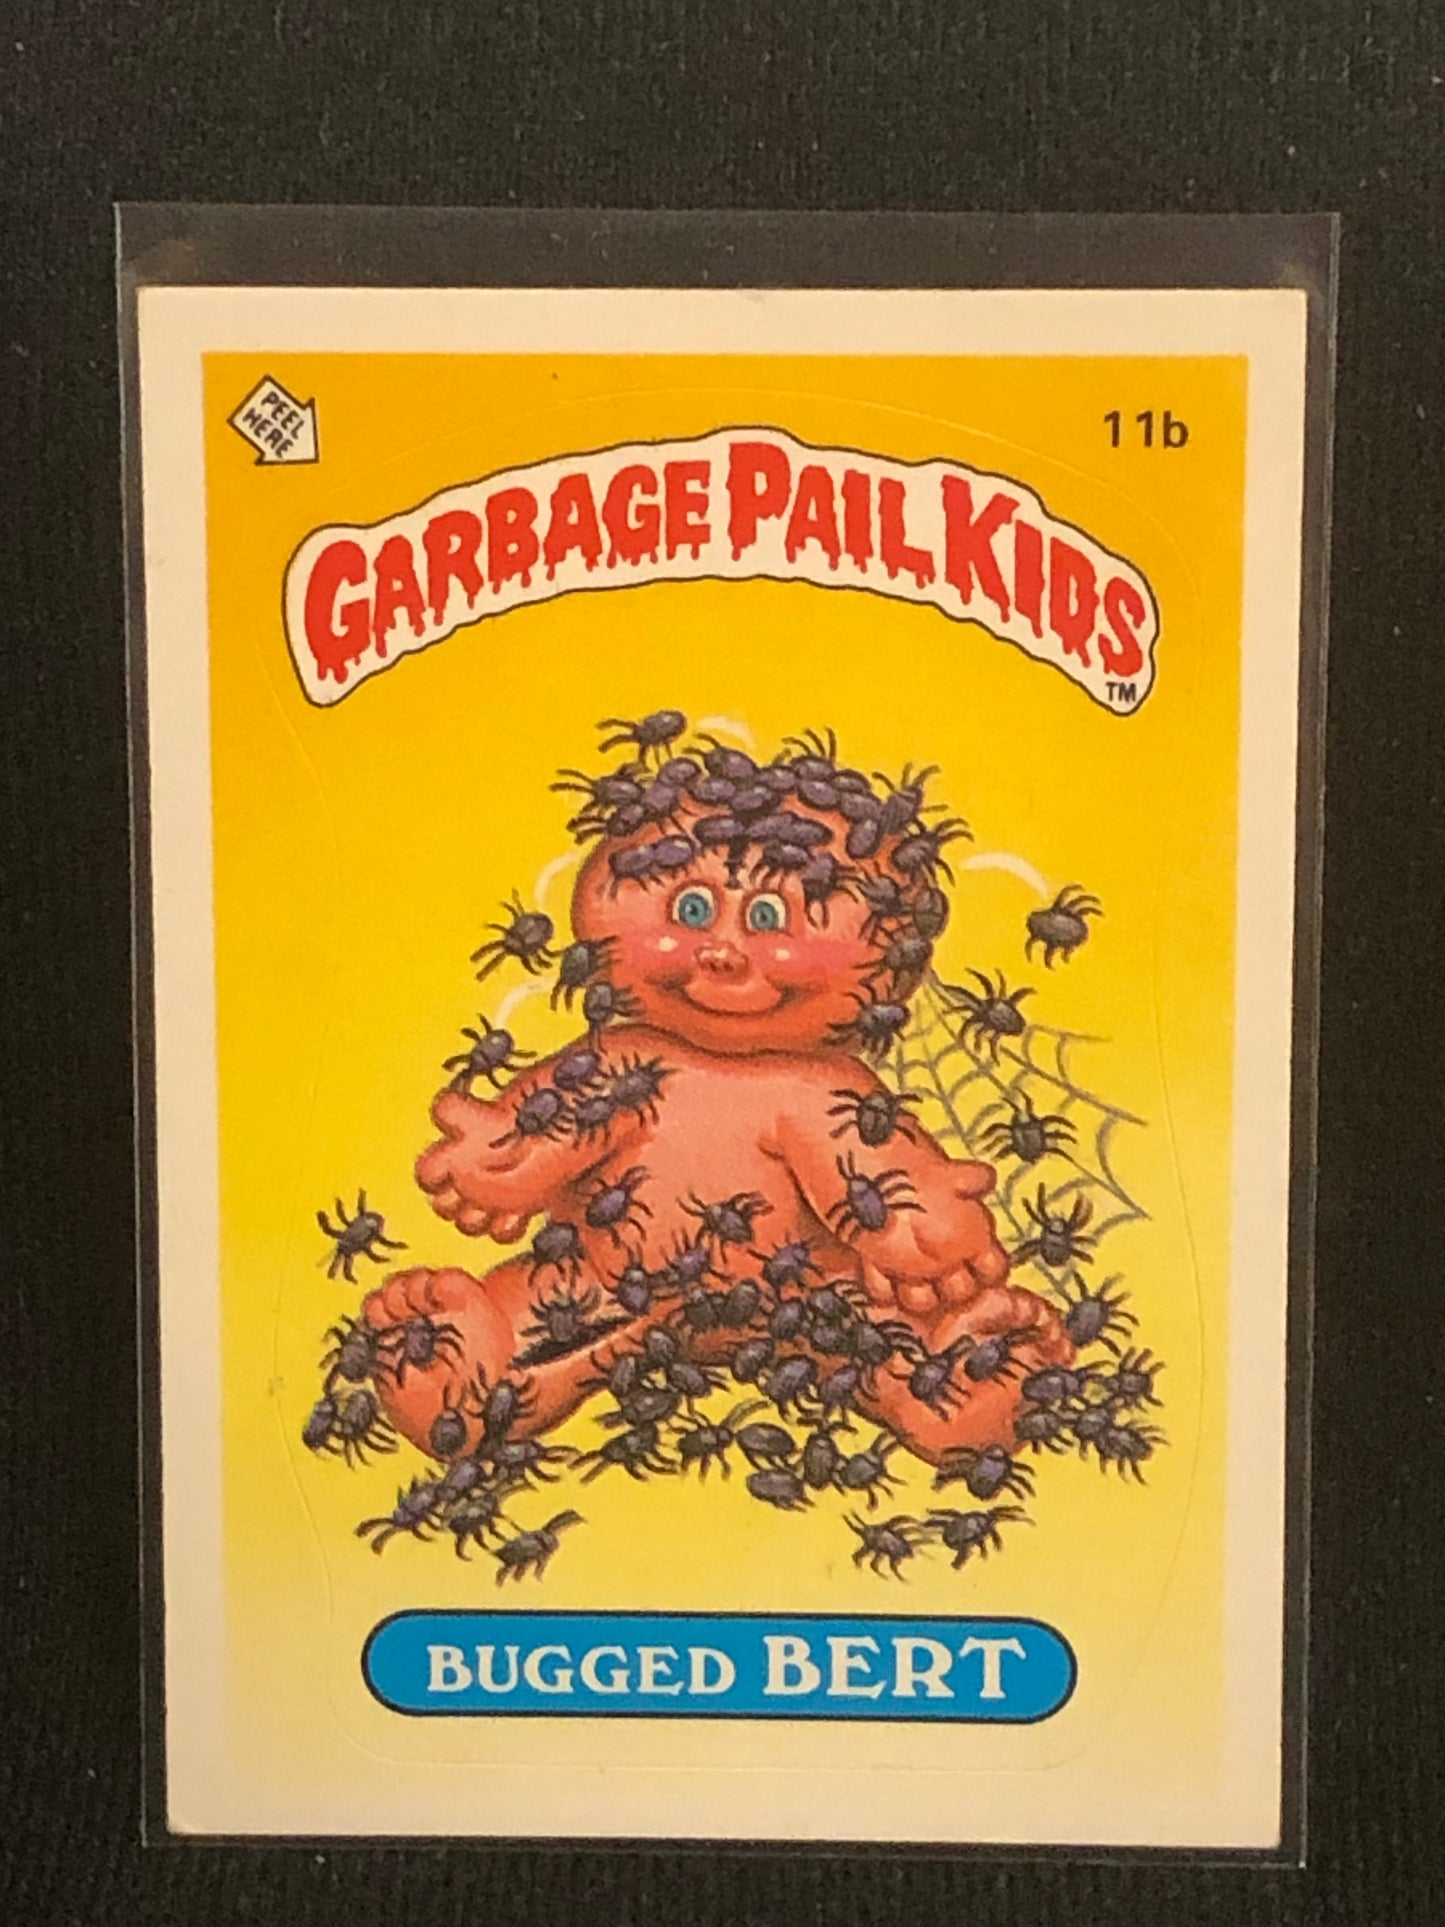 PEEL
HERE
11b
GARBAGE PAIL KIDS
TM
BUGGED BERT